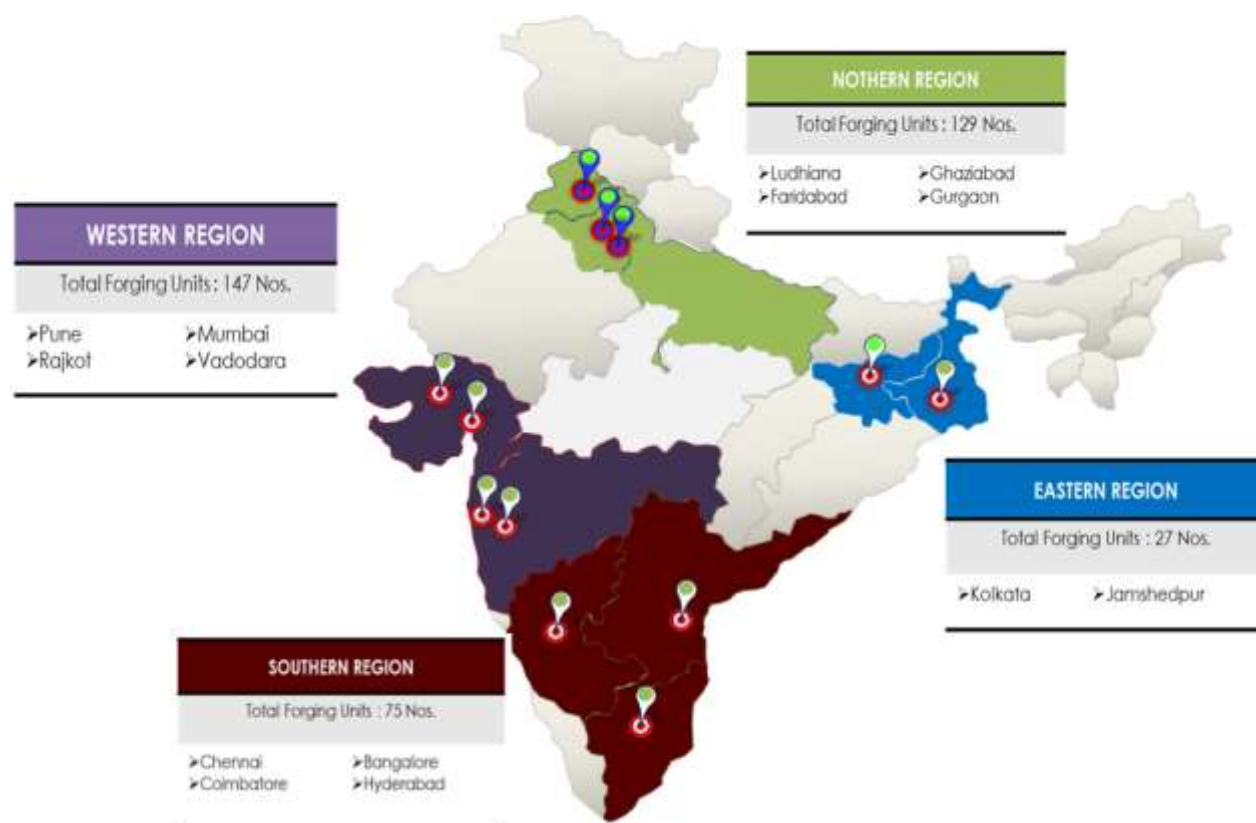 NOTHERN REGION
Total Forging Units : 129 Nos.
➢Ludhiana ➢Ghaziabad
➢Faridabad ➢Gurgaon
WESTERN REGION
Total Forging Units : 147 Nos.
➢Pune ➢Mumbai
➢Rajkot ➢Vadodara
EASTERN REGION
Total Forging Units : 27 Nos.
➢Kolkata ➢Jamshedpur
SOUTHERN REGION
Total Forging Units : 75 Nos.
➢Chennai ➢Bangalore
➢Coimbatore ➢Hyderabad